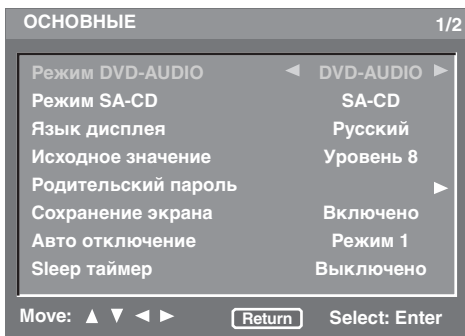 ОСНОВНЫЕ 1/2
Режим DVD-AUDIO ◄ DVD-AUDIO ►
Режим SA-CD SA-CD
Язык дисплея Русский
Исходное значение Уровень 8
Родительский пароль ►
Сохранение экрана Включено
Авто отключение Режим 1
Sleep таймер Выключено
Move: ▲ ▼ ◄ ► Return Select: Enter